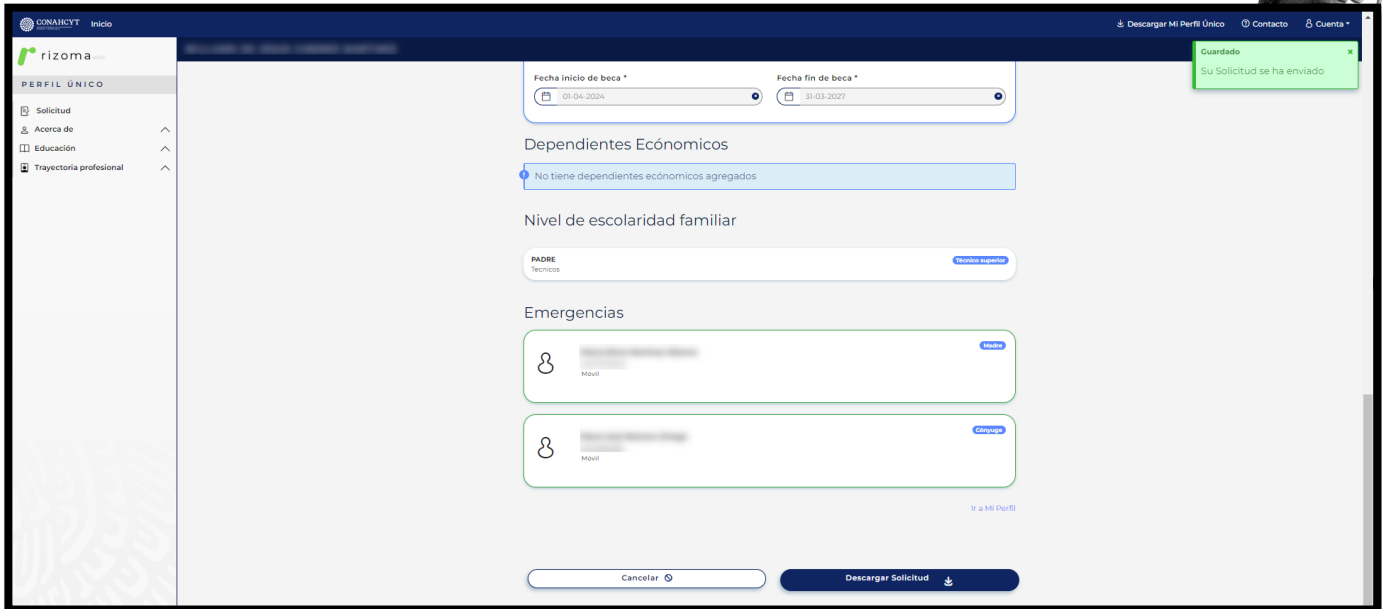 CONAHCYT Inicio
Descargar Mi Perfil Único Contacto Cuenta
rizoma
PERFIL ÚNICO
Solicitud
Acerca de
Educación
Trayectoria profesional
Guardado
Su Solicitud se ha enviado
Fecha inicio de beca * Fecha fin de beca *
01-04-2024 31-03-2027
Dependientes Ecónomicos
No tiene dependientes ecónomicos agregados
Nivel de escolaridad familiar
PADRE Técnico superior
Tecnicos
Emergencias
Madre
Móvil
Cónyuge
Móvil
Ir a Mi Perfil
Cancelar Descargar Solicitud